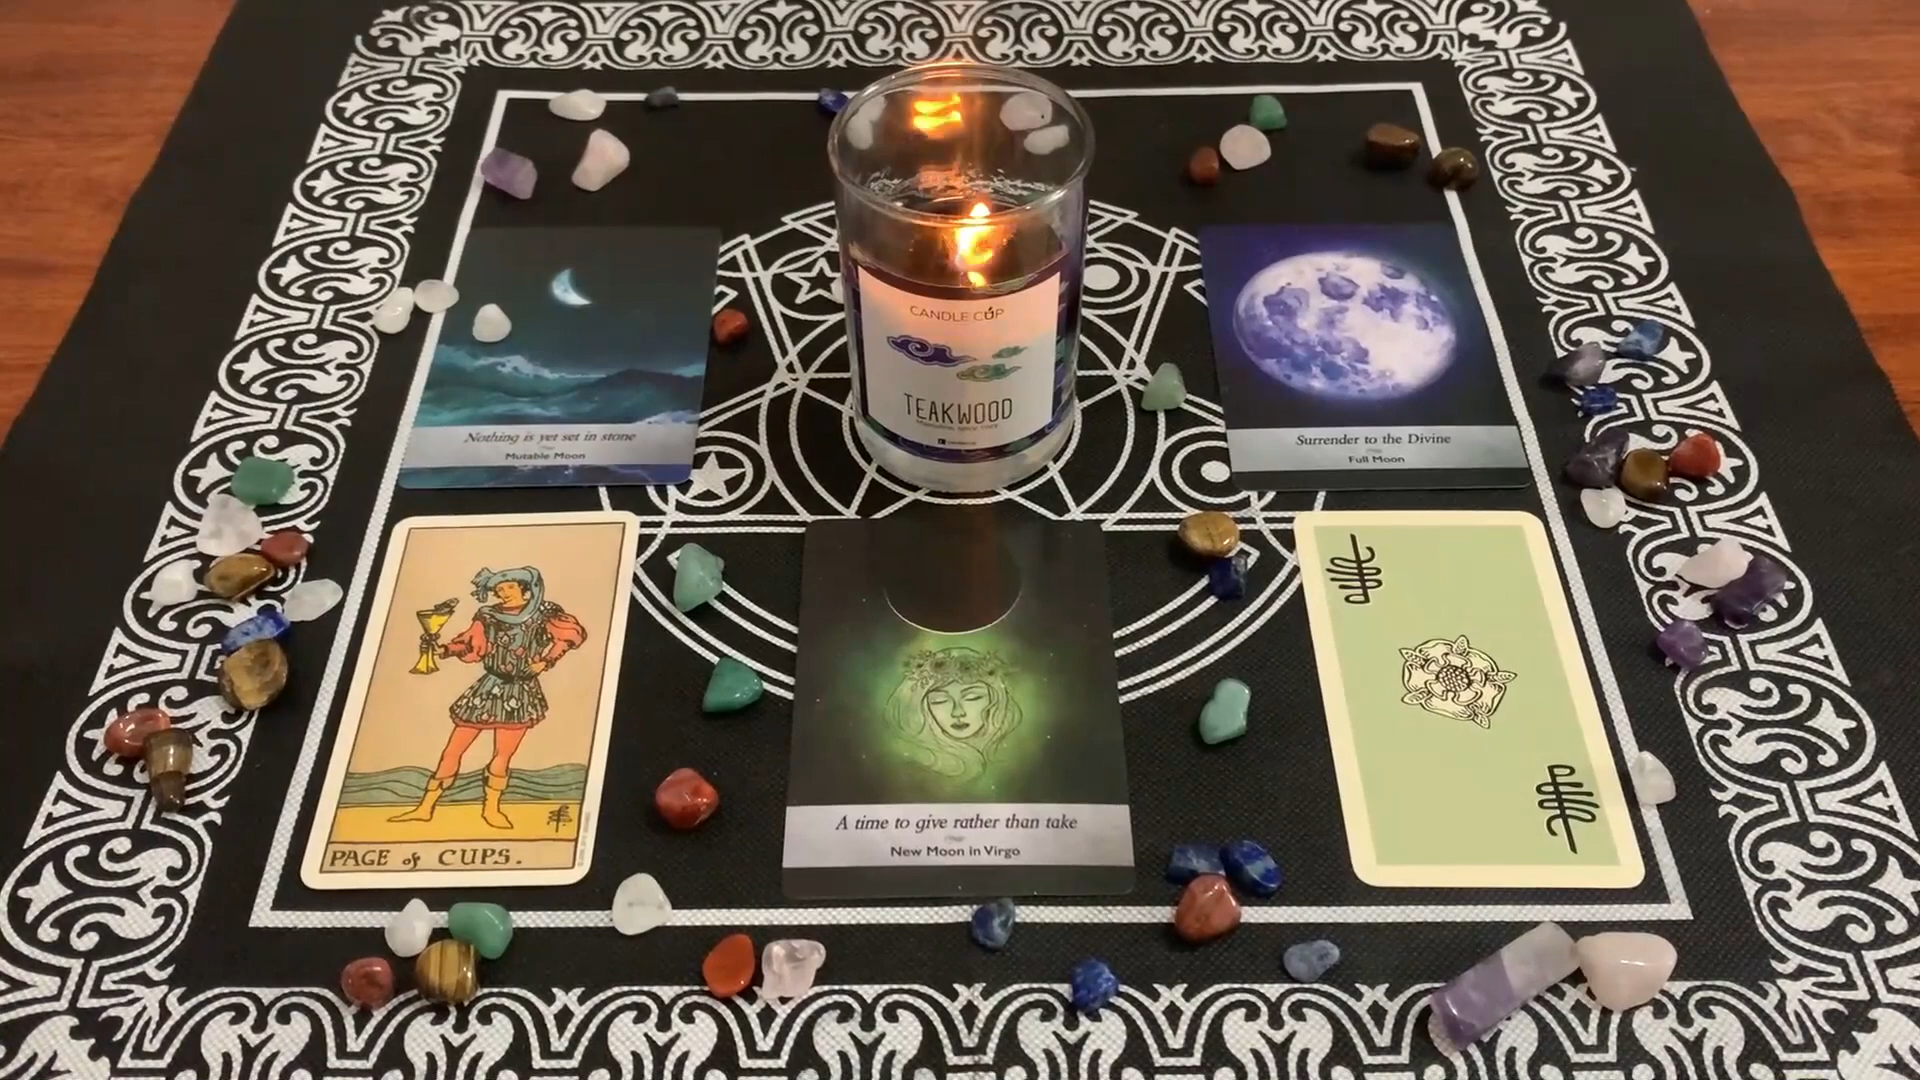 CANDLE CUP
TEAKWOOD
Nothing is yet set in stone
Mutable Moon
Surrender to the Divine
Full Moon
PAGE of CUPS.
A time to give rather than take
New Moon in Virgo